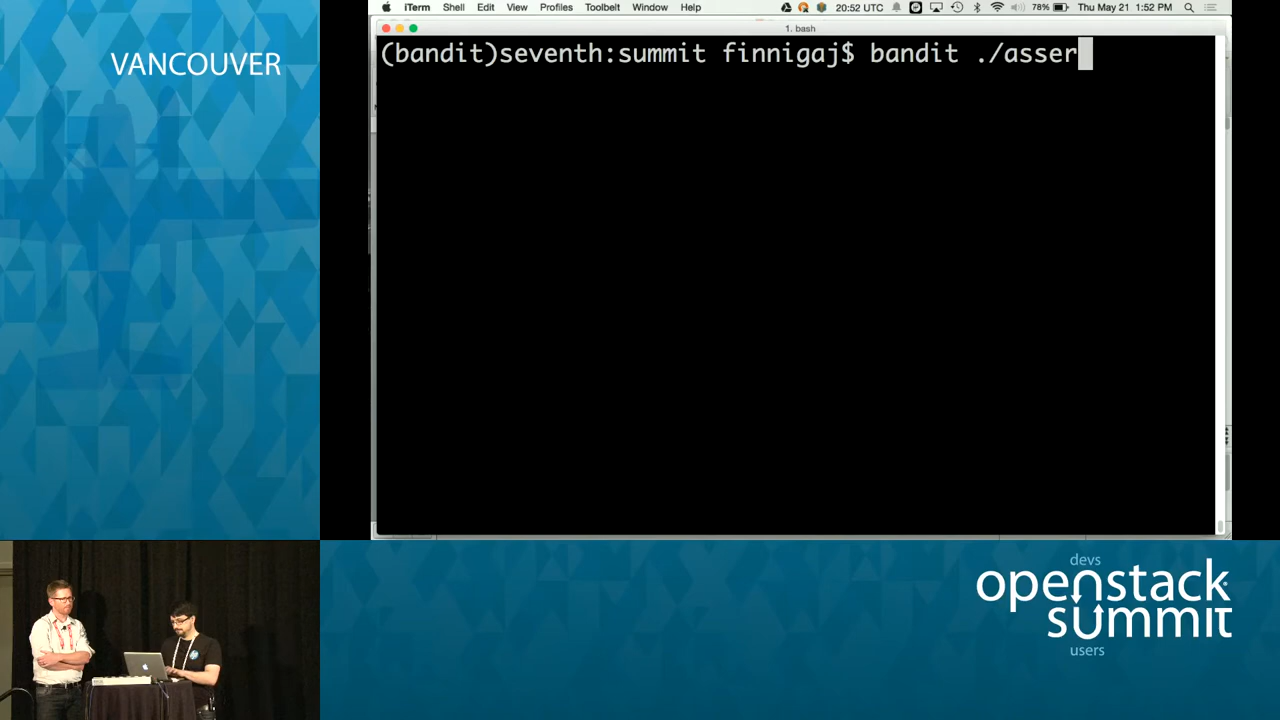 VANCOUVER
iTerm Shell Edit View Profiles Toolbelt Window Help
20:52 UTC 78% Thu May 21 1:52 PM
1. bash
(bandit)seventh:summit finnigaj$ bandit ./asser
devs
openstack
summit
users